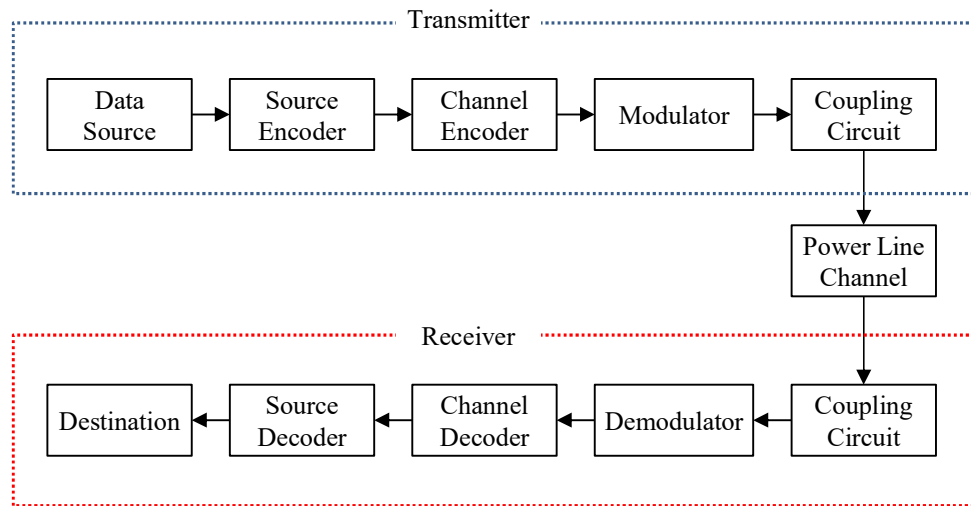 Transmitter
Data
Source
Source
Encoder
Channel
Encoder
Modulator
Coupling
Circuit
Power Line
Channel
Receiver
Destination
Source
Decoder
Channel
Decoder
Demodulator
Coupling
Circuit